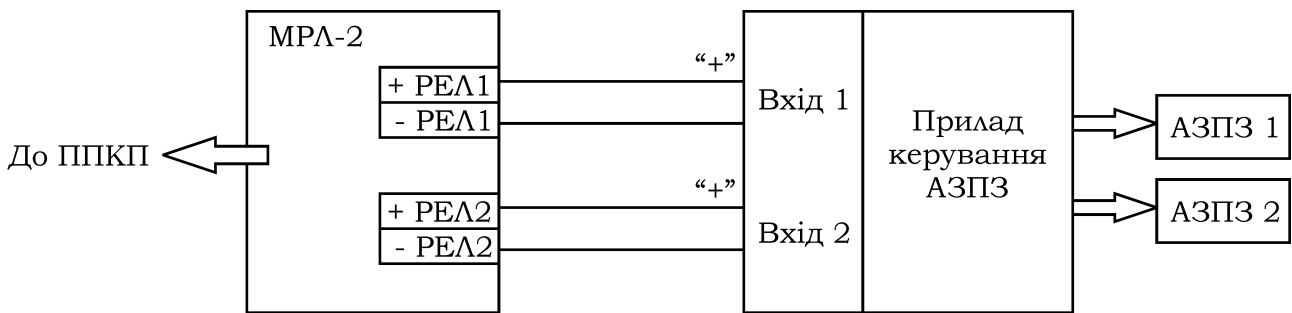 МРЛ-2
+ РЕЛ1
- РЕЛ1
+ РЕЛ2
- РЕЛ2
До ППКП
“+”
“+”
Вхід 1
Вхід 2
Прилад
керування
АЗПЗ
АЗПЗ 1
АЗПЗ 2